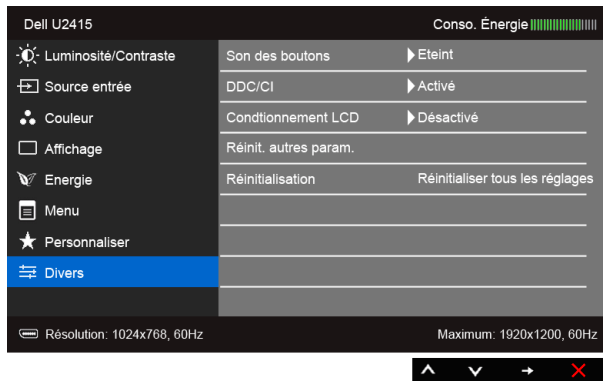 Dell U2415 Conso. Énergie
Luminosité/Contraste Son des boutons Eteint
Source entrée DDC/CI Activé
Couleur Condtionnement LCD Désactivé
Affichage Réinit. autres param.
Energie Réinitialisation Réinitialiser tous les réglages
Menu
Personnaliser
Divers
Résolution: 1024x768, 60Hz Maximum: 1920x1200, 60Hz